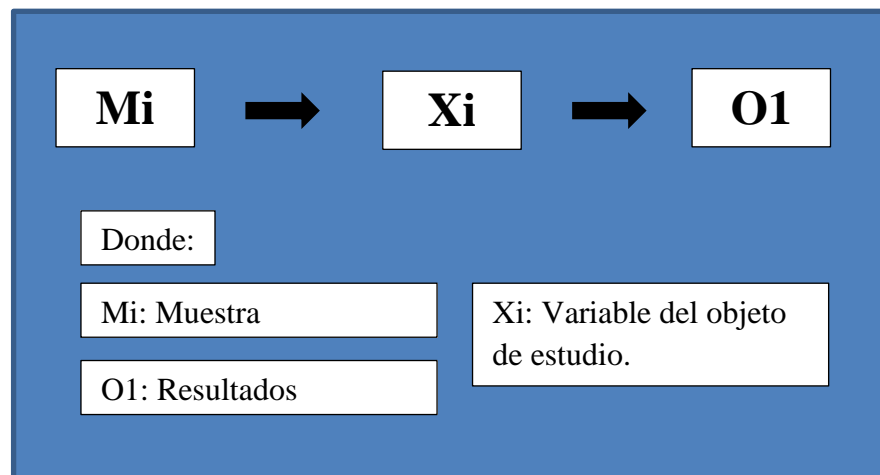 Mi
Xi
O1
Donde:
Mi: Muestra
Xi: Variable del objeto
de estudio.
O1: Resultados